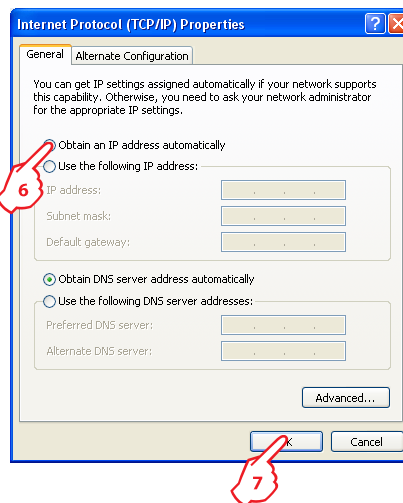 Internet Protocol (TCP/IP) Properties
General
Alternate Configuration
You can get IP settings assigned automatically if your network supports
this capability. Otherwise, you need to ask your network administrator
for the appropriate IP settings.
Obtain an IP address automatically
Use the following IP address:
6
IP address:
Subnet mask:
Default gateway:
Obtain DNS server address automatically
Use the following DNS server addresses:
Preferred DNS server:
Alternate DNS server:
Advanced...
Cancel
7